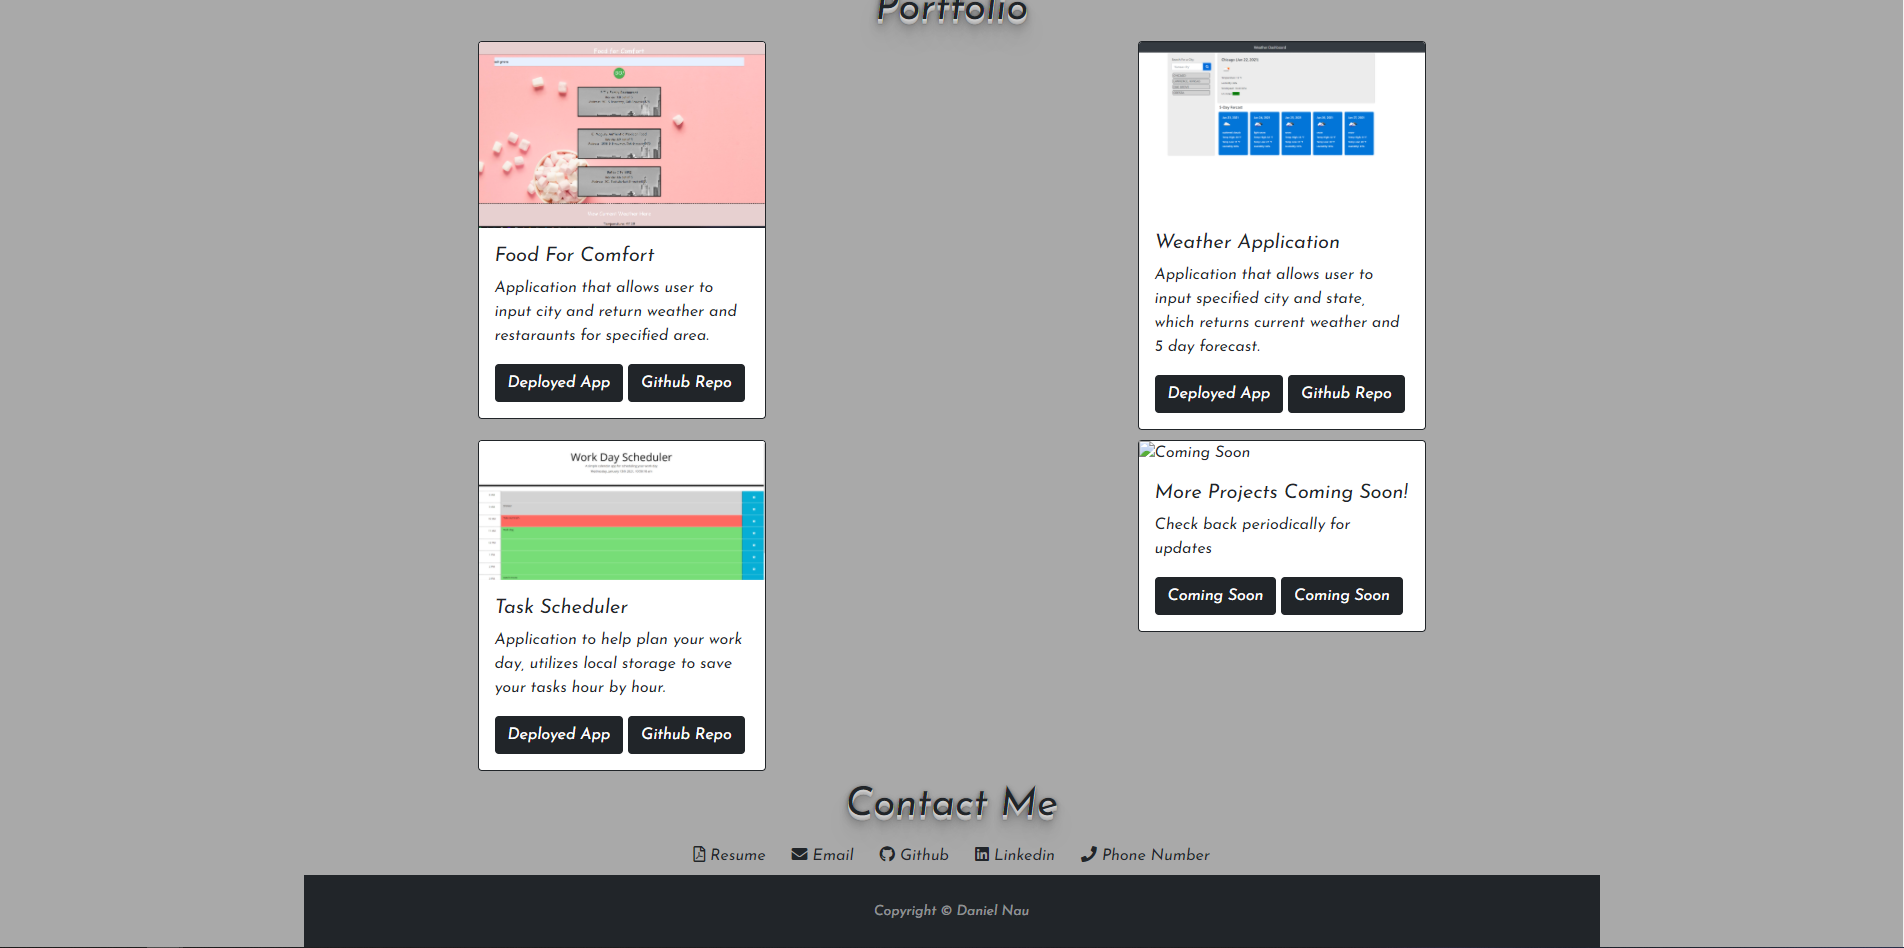 Portfolio
Food For Comfort
Food For Comfort
Application that allows user to
input city and return weather and
restaraunts for specified area.
Deployed App
Github Repo
Weather Dashboard
5-Day Forecast
Weather Application
Application that allows user to
input specified city and state,
which returns current weather and
5 day forecast.
Deployed App
Github Repo
Work Day Scheduler
Task Scheduler
Application to help plan your work
day, utilizes local storage to save
your tasks hour by hour.
Deployed App
Github Repo
Coming Soon
More Projects Coming Soon!
Check back periodically for
updates
Coming Soon
Coming Soon
Contact Me
Resume
Email
Github
Linkedin
Phone Number
Copyright © Daniel Nau